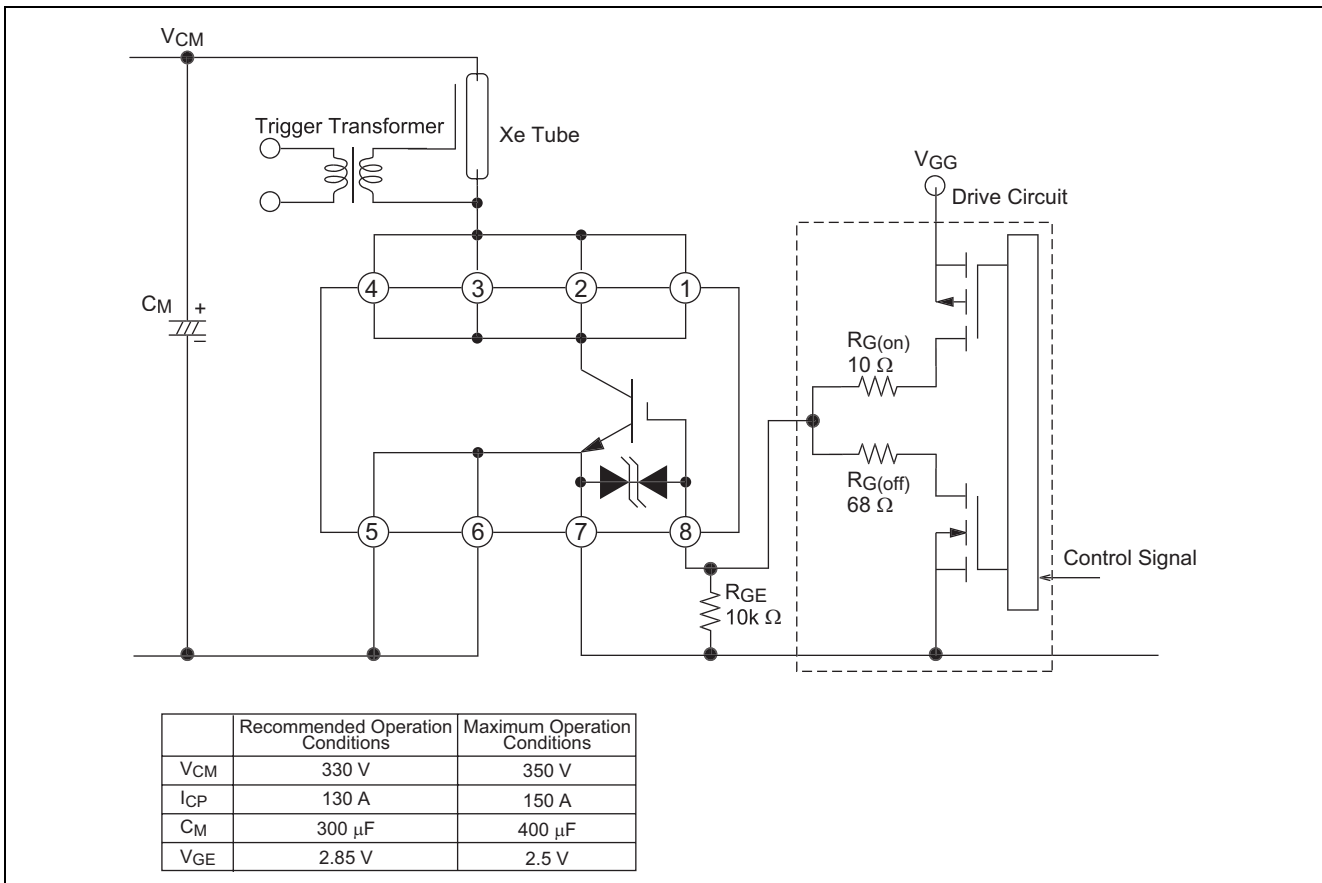 VCM
Trigger Transformer
Xe Tube
VGG
Drive Circuit
4 3 2 1
CM +
–
RG(on)
10 Ω
RG(off)
68 Ω
5 6 7 8
Control Signal
RGE
10k Ω
Recommended Operation Conditions
Maximum Operation Conditions
VCM 330 V 350 V
ICP 130 A 150 A
CM 300 μF 400 μF
VGE 2.85 V 2.5 V